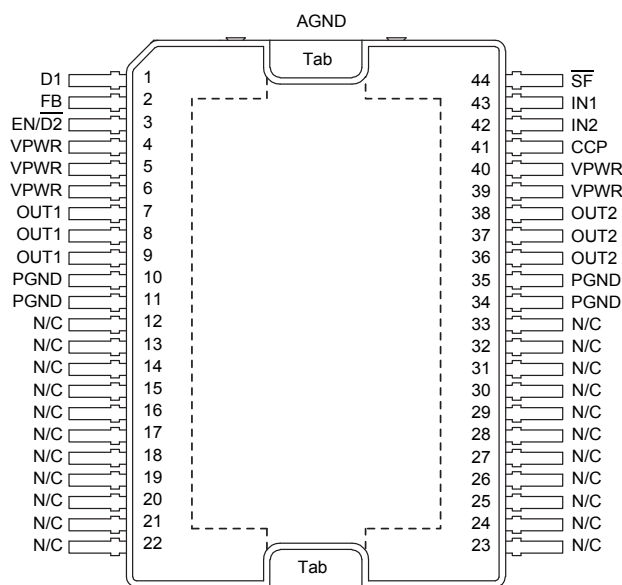 AGND
Tab
D1 1 44 S̅F̅
FB 2 43 IN1
EN/D̅2̅ 3 42 IN2
VPWR 4 41 CCP
VPWR 5 40 VPWR
VPWR 6 39 VPWR
OUT1 7 38 OUT2
OUT1 8 37 OUT2
OUT1 9 36 OUT2
PGND 10 35 PGND
PGND 11 34 PGND
N/C 12 33 N/C
N/C 13 32 N/C
N/C 14 31 N/C
N/C 15 30 N/C
N/C 16 29 N/C
N/C 17 28 N/C
N/C 18 27 N/C
N/C 19 26 N/C
N/C 20 25 N/C
N/C 21 24 N/C
N/C 22 23 N/C
Tab